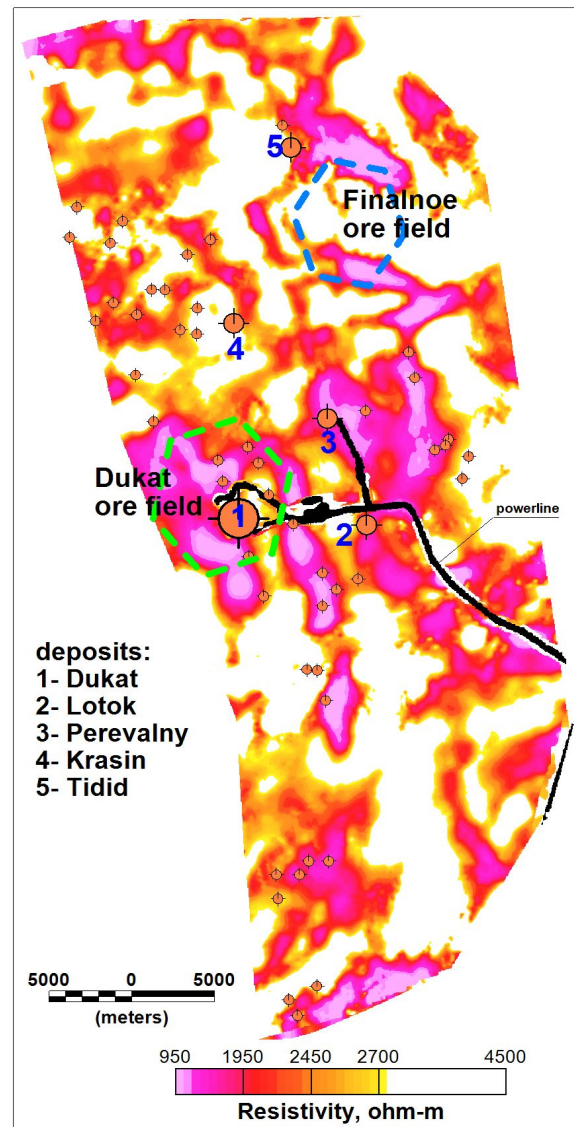 5
Finalnoe
ore field
4
3
Dukat
ore field
1
2
powerline
deposits:
1- Dukat
2- Lotok
3- Perevalny
4- Krasin
5- Tidid
5000 0 5000
(meters)
950 1950 2450 2700 4500
Resistivity, ohm-m